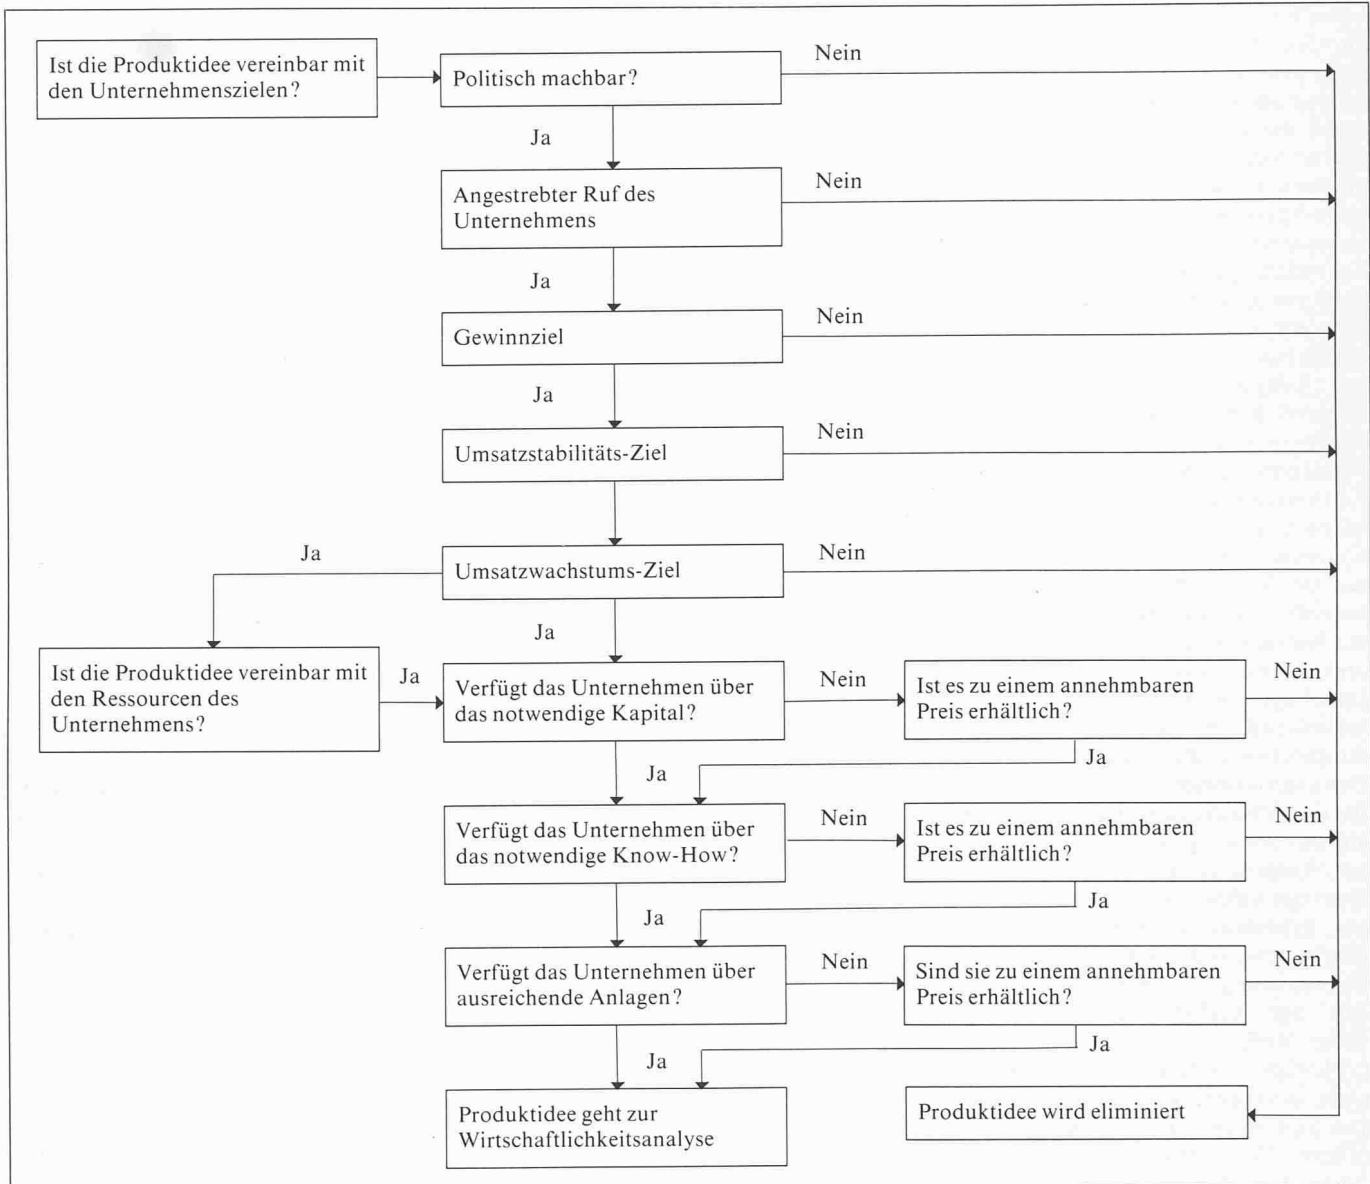 Ist die Produktidee vereinbar mit
den Unternehmenszielen?
Politisch machbar?
Nein
Ja
Angestrebter Ruf des
Unternehmens
Nein
Ja
Gewinnziel
Nein
Ja
Umsatzstabilitäts-Ziel
Nein
Umsatzwachstums-Ziel
Nein
Ja
Ja
Ist die Produktidee vereinbar mit
den Ressourcen des
Unternehmens?
Ja
Verfügt das Unternehmen über
das notwendige Kapital?
Nein
Ist es zu einem annehmbaren
Preis erhältlich?
Nein
Ja
Ja
Verfügt das Unternehmen über
das notwendige Know-How?
Nein
Ist es zu einem annehmbaren
Preis erhältlich?
Nein
Ja
Ja
Verfügt das Unternehmen über
ausreichende Anlagen?
Nein
Sind sie zu einem annehmbaren
Preis erhältlich?
Nein
Ja
Ja
Produktidee geht zur
Wirtschaftlichkeitsanalyse
Produktidee wird eliminiert